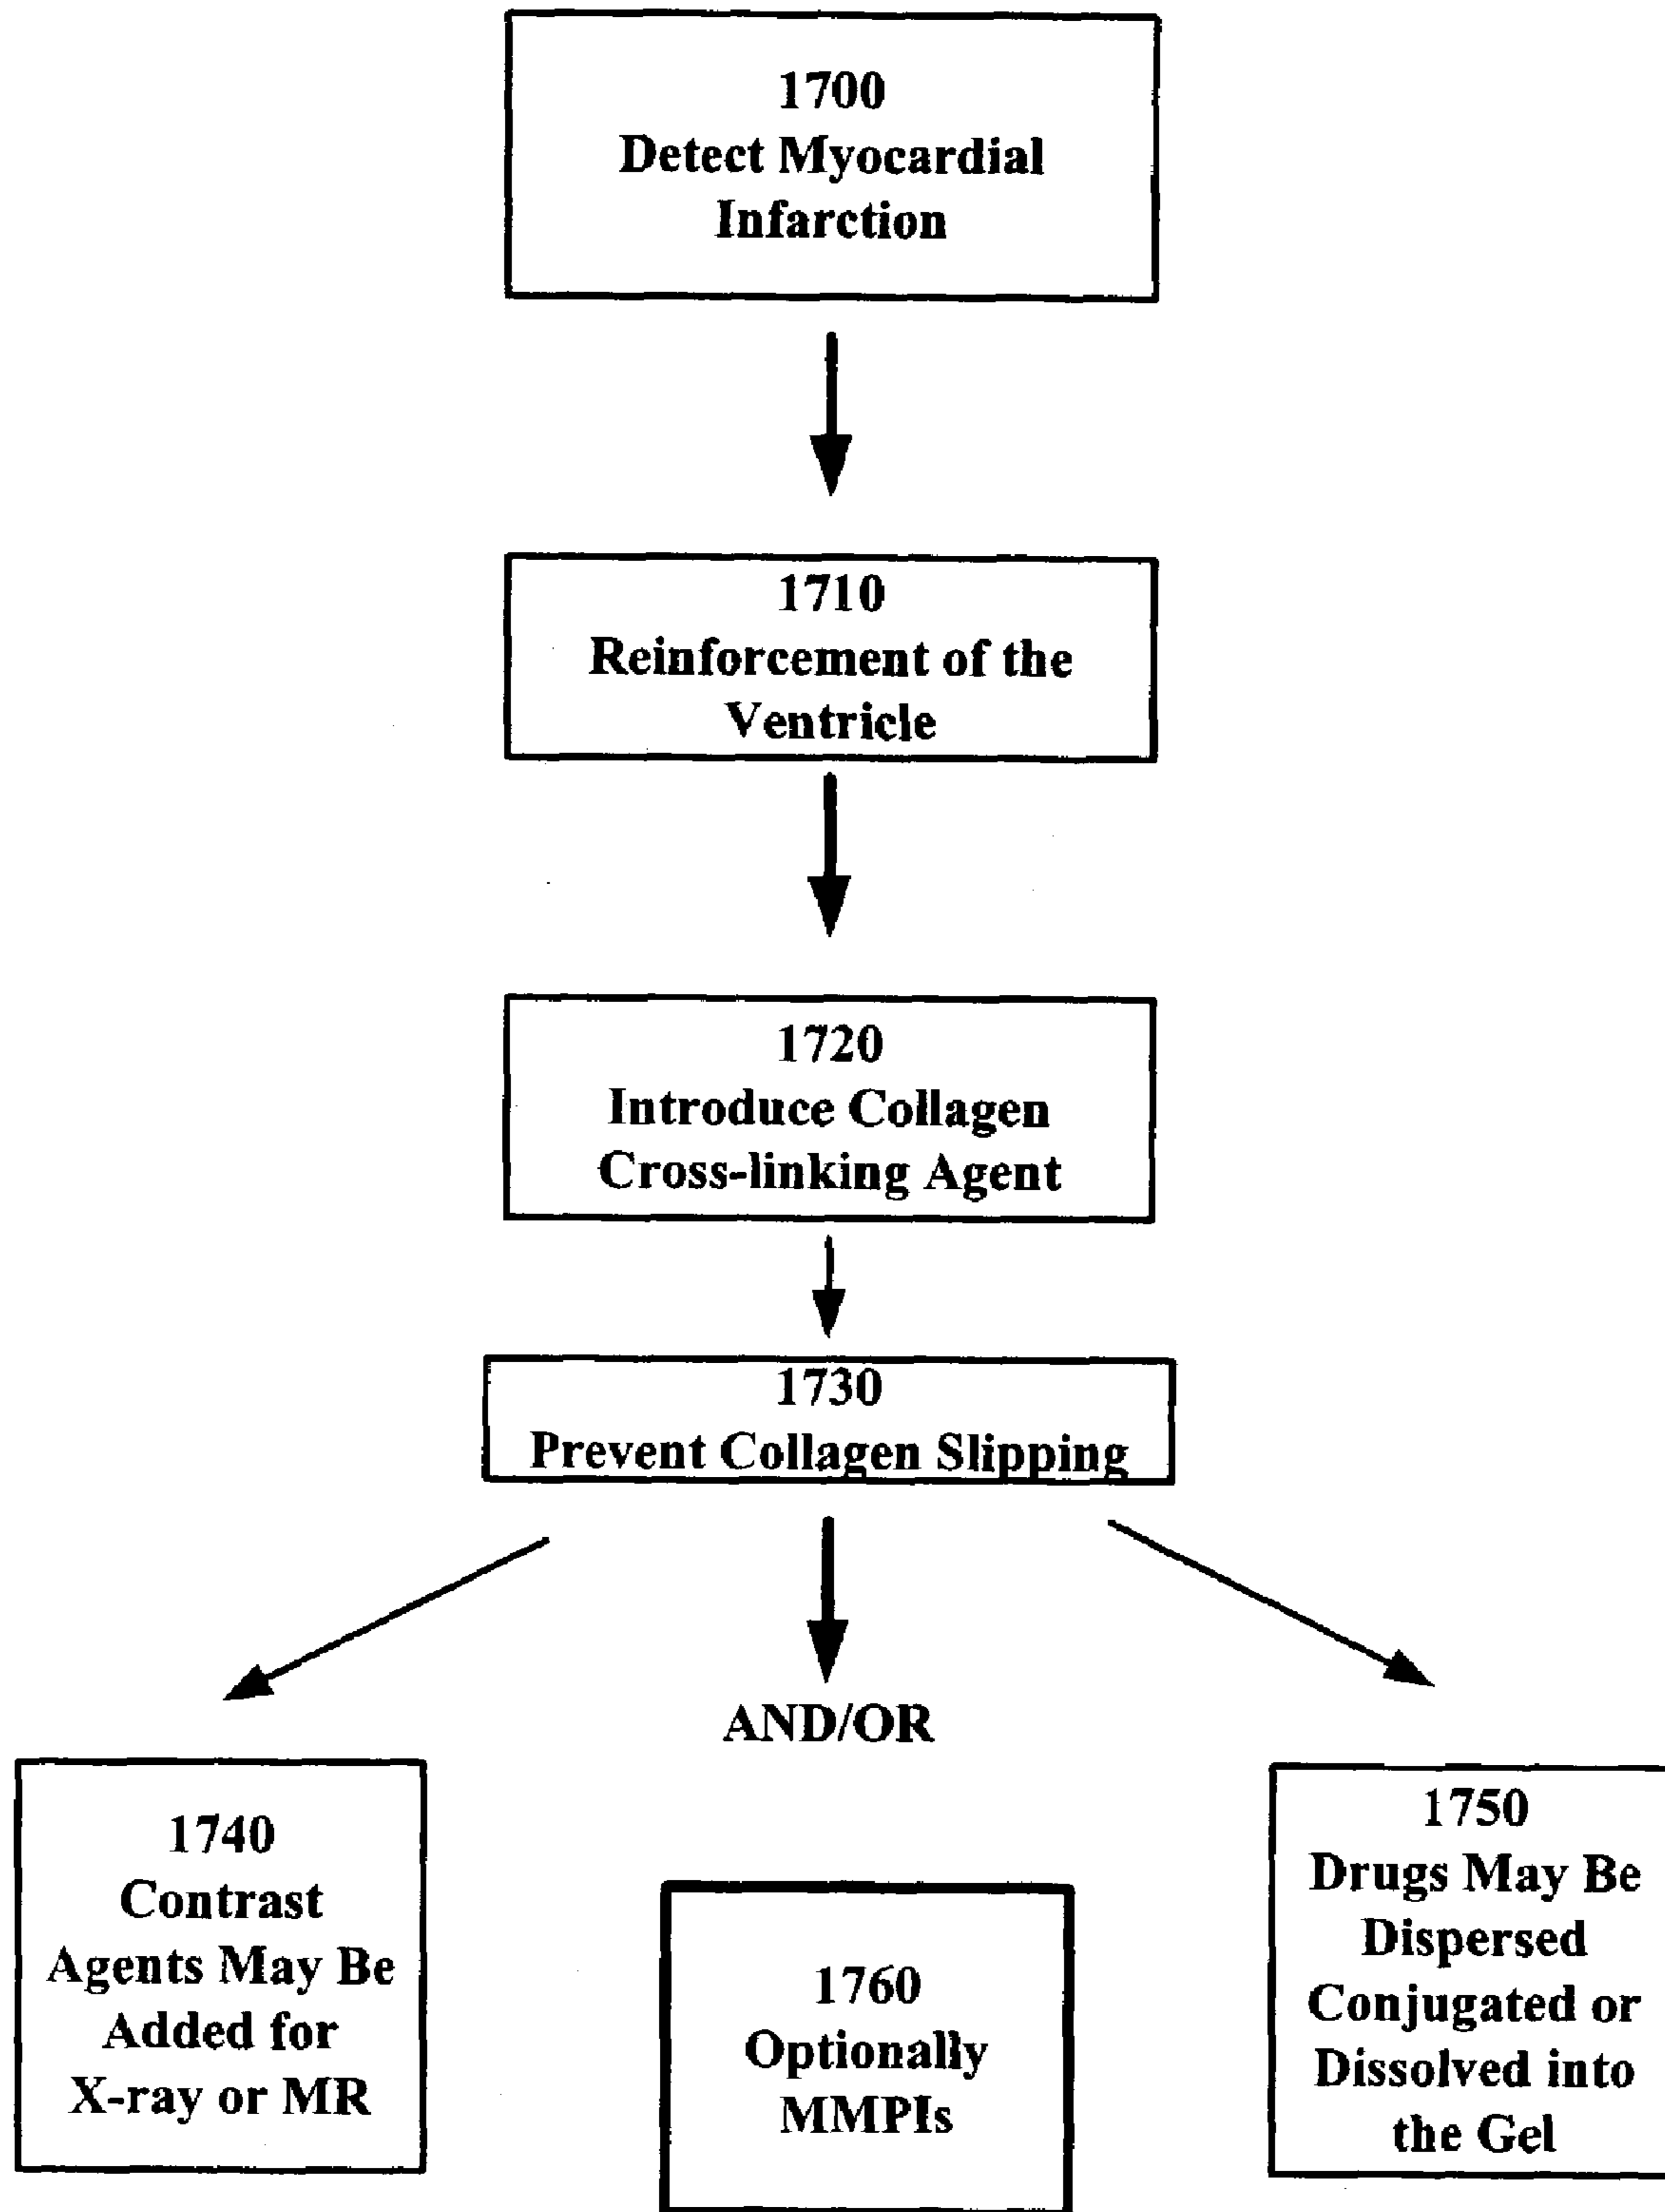 1700
Detect Myocardial
Infarction
1710
Reinforcement of the
Ventricle
1720
Introduce Collagen
Cross-linking Agent
1730
Prevent Collagen Slipping
AND/OR
1740
Contrast
Agents May Be
Added for
X-ray or MR
1760
Optionally
MMPIs
1750
Drugs May Be
Dispersed
Conjugated or
Dissolved into
the Gel